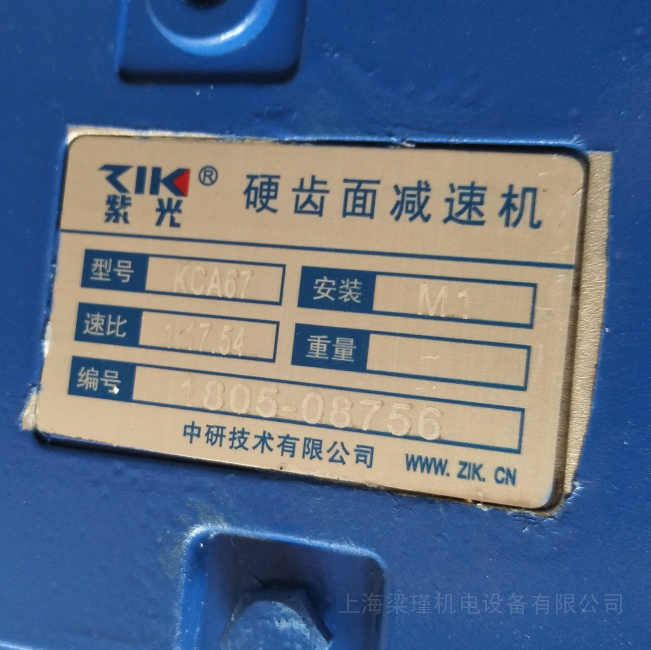 ZIK® 硬齿面减速机
紫光
型号 KCA67 安装 M1
速比 17.54 重量 -
编号 1805-08756
中研技术有限公司 WWW.ZIK.CN
上海梁瑾机电设备有限公司